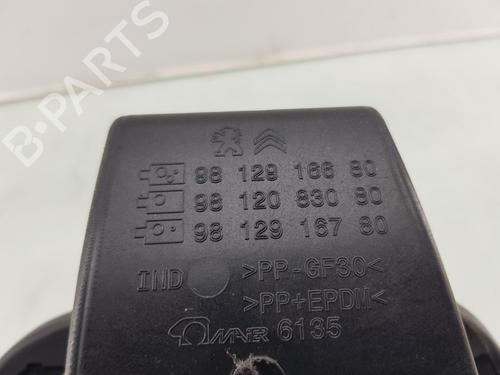 B-PARTS
98 129 166 80
98 120 830 80
98 129 167 80
IND >PP-GF30<
>PP+EPDM<
6135